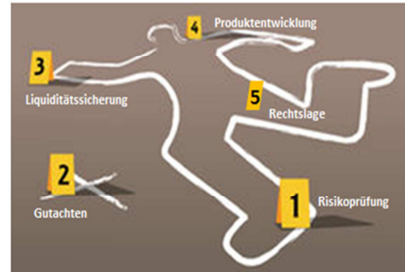 4
Produktentwicklung
3
Liquiditätssicherung
5
Rechtslage
2
Gutachten
1
Risikoprüfung